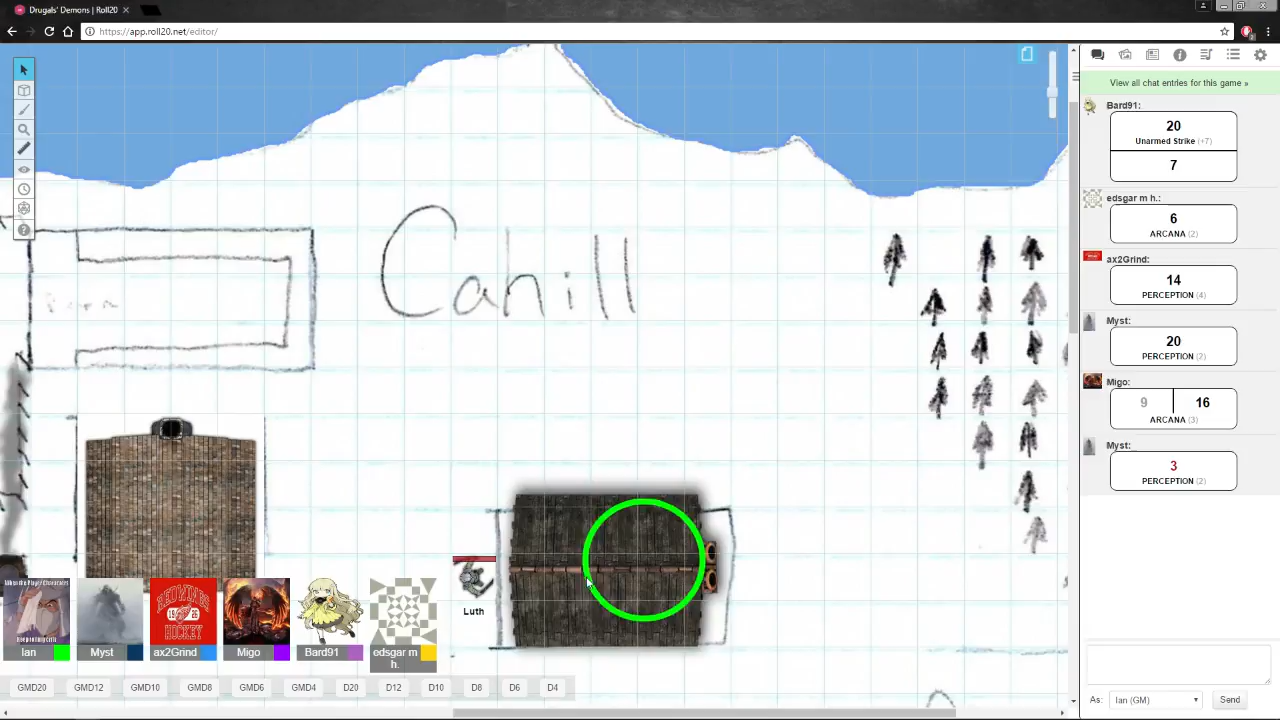 Drugals' Demons | Roll20
https://app.roll20.net/editor/
View all chat entries for this game »
Bard91:
20
Unarmed Strike (+7)
7
edsgar m h.:
6
ARCANA (2)
ax2Grind:
14
PERCEPTION (4)
Myst:
20
PERCEPTION (2)
Migo:
9 16
ARCANA (3)
Myst:
3
PERCEPTION (2)
Cahill
Luth
Ian
Myst
ax2Grind
Migo
Bard91
edsgar m h.
HOCKEY
GMD20 GMD12 GMD10 GMD8 GMD6 GMD4 D20 D12 D10 D8 D6 D4
As: Ian (GM) Send